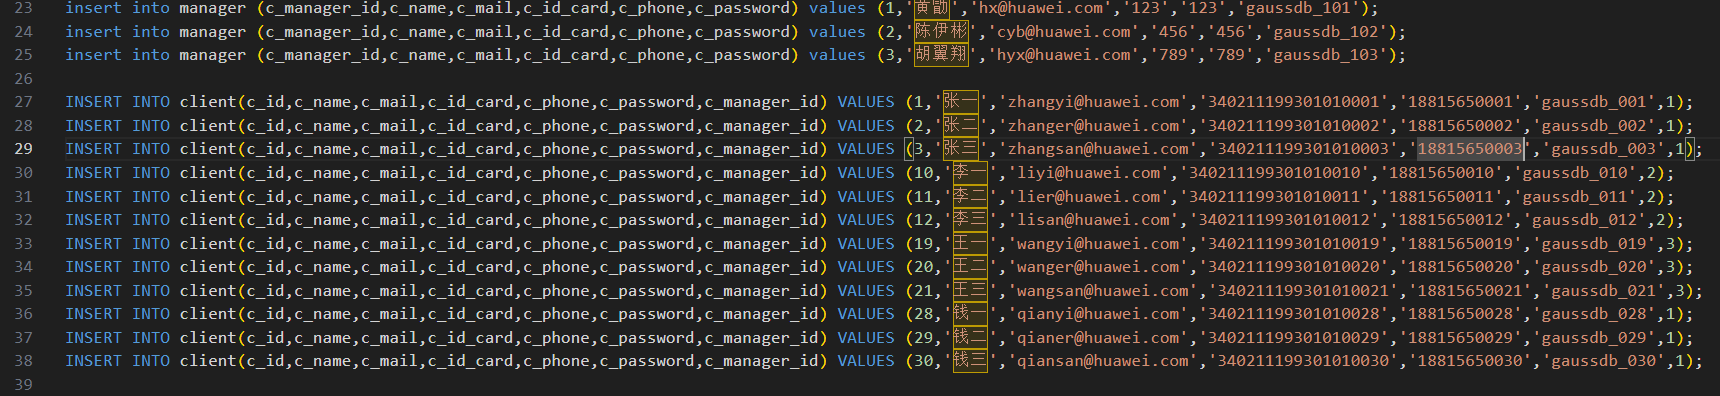 23 insert into manager (c_manager_id,c_name,c_mail,c_id_card,c_phone,c_password) values (1,'黄勖','hx@huawei.com','123','123','gaussdb_101');
24 insert into manager (c_manager_id,c_name,c_mail,c_id_card,c_phone,c_password) values (2,'陈伊彬','cyb@huawei.com','456','456','gaussdb_102');
25 insert into manager (c_manager_id,c_name,c_mail,c_id_card,c_phone,c_password) values (3,'胡翼翔','hyx@huawei.com','789','789','gaussdb_103');
26
27 INSERT INTO client(c_id,c_name,c_mail,c_id_card,c_phone,c_password,c_manager_id) VALUES (1,'张一','zhangyi@huawei.com','340211199301010001','18815650001','gaussdb_001',1);
28 INSERT INTO client(c_id,c_name,c_mail,c_id_card,c_phone,c_password,c_manager_id) VALUES (2,'张二','zhanger@huawei.com','340211199301010002','18815650002','gaussdb_002',1);
29 INSERT INTO client(c_id,c_name,c_mail,c_id_card,c_phone,c_password,c_manager_id) VALUES (3,'张三','zhangsan@huawei.com','340211199301010003','18815650003','gaussdb_003',1);
30 INSERT INTO client(c_id,c_name,c_mail,c_id_card,c_phone,c_password,c_manager_id) VALUES (10,'李一','liyi@huawei.com','340211199301010010','18815650010','gaussdb_010',2);
31 INSERT INTO client(c_id,c_name,c_mail,c_id_card,c_phone,c_password,c_manager_id) VALUES (11,'李二','lier@huawei.com','340211199301010011','18815650011','gaussdb_011',2);
32 INSERT INTO client(c_id,c_name,c_mail,c_id_card,c_phone,c_password,c_manager_id) VALUES (12,'李三','lisan@huawei.com','340211199301010012','18815650012','gaussdb_012',2);
33 INSERT INTO client(c_id,c_name,c_mail,c_id_card,c_phone,c_password,c_manager_id) VALUES (19,'王一','wangyi@huawei.com','340211199301010019','18815650019','gaussdb_019',3);
34 INSERT INTO client(c_id,c_name,c_mail,c_id_card,c_phone,c_password,c_manager_id) VALUES (20,'王二','wanger@huawei.com','340211199301010020','18815650020','gaussdb_020',3);
35 INSERT INTO client(c_id,c_name,c_mail,c_id_card,c_phone,c_password,c_manager_id) VALUES (21,'王三','wangsan@huawei.com','340211199301010021','18815650021','gaussdb_021',3);
36 INSERT INTO client(c_id,c_name,c_mail,c_id_card,c_phone,c_password,c_manager_id) VALUES (28,'钱一','qianyi@huawei.com','340211199301010028','18815650028','gaussdb_028',1);
37 INSERT INTO client(c_id,c_name,c_mail,c_id_card,c_phone,c_password,c_manager_id) VALUES (29,'钱二','qianer@huawei.com','340211199301010029','18815650029','gaussdb_029',1);
38 INSERT INTO client(c_id,c_name,c_mail,c_id_card,c_phone,c_password,c_manager_id) VALUES (30,'钱三','qiansan@huawei.com','340211199301010030','18815650030','gaussdb_030',1);
39